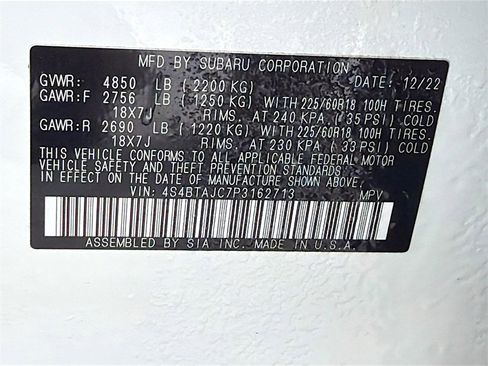 MFD BY SUBARU CORPORATION
GVWR: 4850 LB (2200 KG) DATE: 12/22
GAWR:F 2756 LB (1250 KG) WITH 225/60R18 100H TIRES.
18X7J RIMS. AT 240 KPA (35 PSI) COLD
GAWR:R 2690 LB (1220 KG) WITH 225/60R18 100H TIRES.
18X7J RIMS. AT 230 KPA (33 PSI) COLD
THIS VEHICLE CONFORMS TO ALL APPLICABLE FEDERAL MOTOR
VEHICLE SAFETY AND THEFT PREVENTION STANDARDS
IN EFFECT ON THE DATE OF MANUFACTURE SHOWN ABOVE.
VIN: 4S4BTAJC7P3162713 MPV
ASSEMBLED BY SIA INC. MADE IN U.S.A.